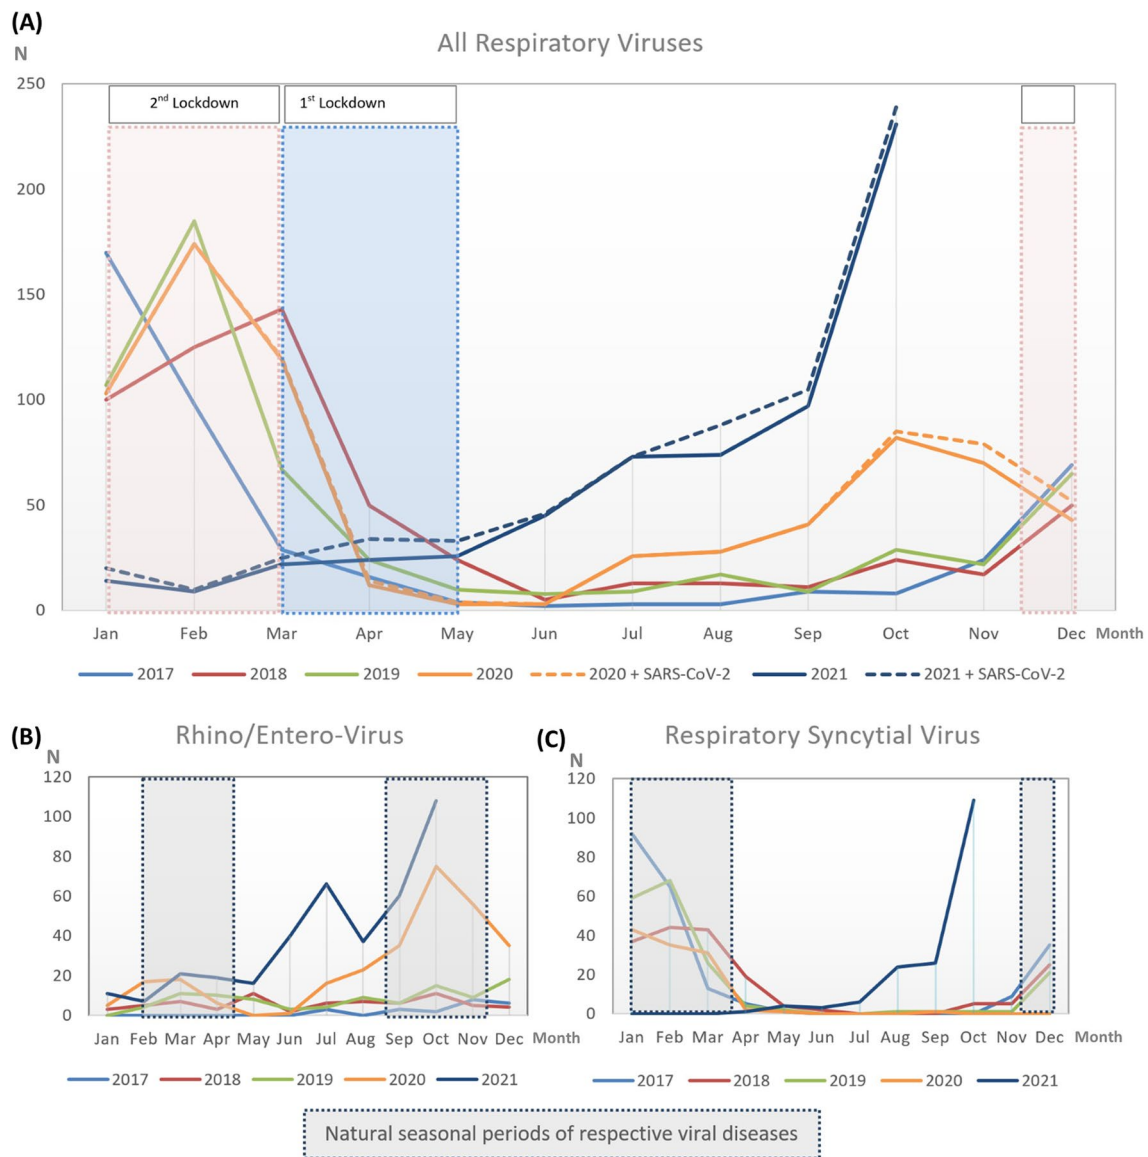 (A)
All Respiratory Viruses
N
250
2nd Lockdown
1st Lockdown
200
150
100
50
0
Jan Feb Mar Apr May Jun Jul Aug Sep Oct Nov Dec Month
2017 2018 2019 2020 2020 + SARS-CoV-2 2021 2021 + SARS-CoV-2
(B)
Rhino/Entero-Virus
N
120
100
80
60
40
20
0
Jan Feb Mar Apr May Jun Jul Aug Sep Oct Nov Dec Month
2017 2018 2019 2020 2021
(C)
Respiratory Syncytial Virus
N
120
100
80
60
40
20
0
Jan Feb Mar Apr May Jun Jul Aug Sep Oct Nov Dec Month
2017 2018 2019 2020 2021
Natural seasonal periods of respective viral diseases